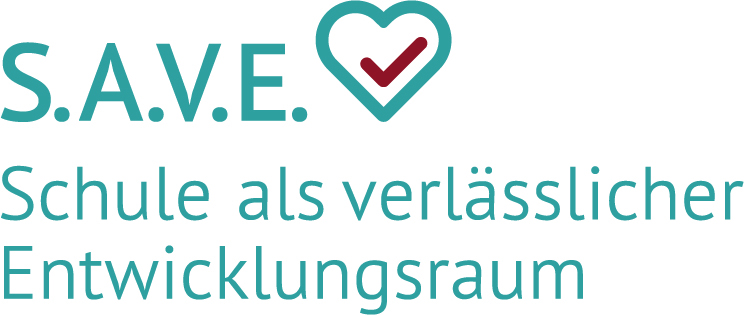 S.A.V.E.
Schule als verlässlicher
Entwicklungsraum